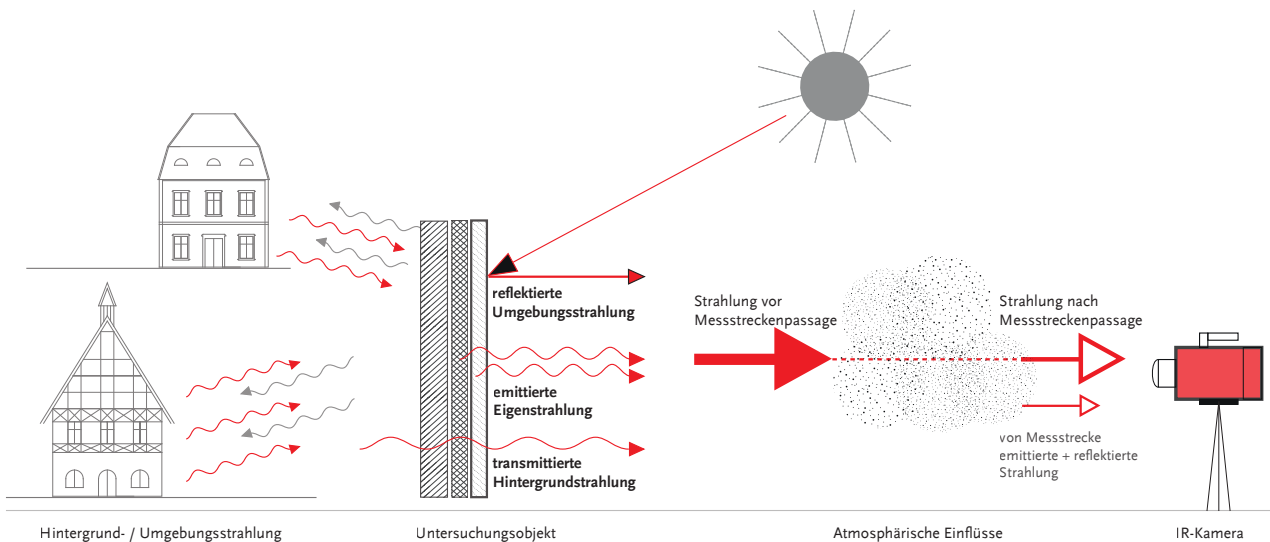 reflektierte
Umgebungsstrahlung
emittierte
Eigenstrahlung
transmittierte
Hintergrundstrahlung
Strahlung vor
Messstreckenpassage
Strahlung nach
Messstreckenpassage
von Messstrecke
emittierte + reflektierte
Strahlung
Hintergrund- / Umgebungsstrahlung
Untersuchungsobjekt
Atmosphärische Einflüsse
IR-Kamera